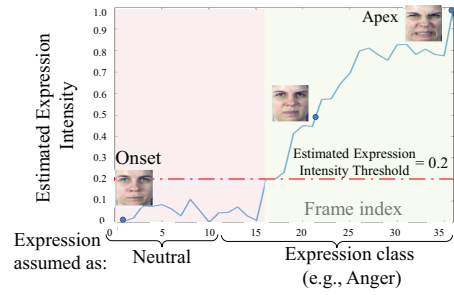 Estimated Expression
Intensity
1.0
0.9
0.8
0.7
0.6
0.5
0.4
0.3
0.2
0.1
0
Apex
Onset
Estimated Expression
Intensity Threshold = 0.2
Frame index
0 5 10 15 20 25 30 35
Expression
assumed as:
Neutral
Expression class
(e.g., Anger)